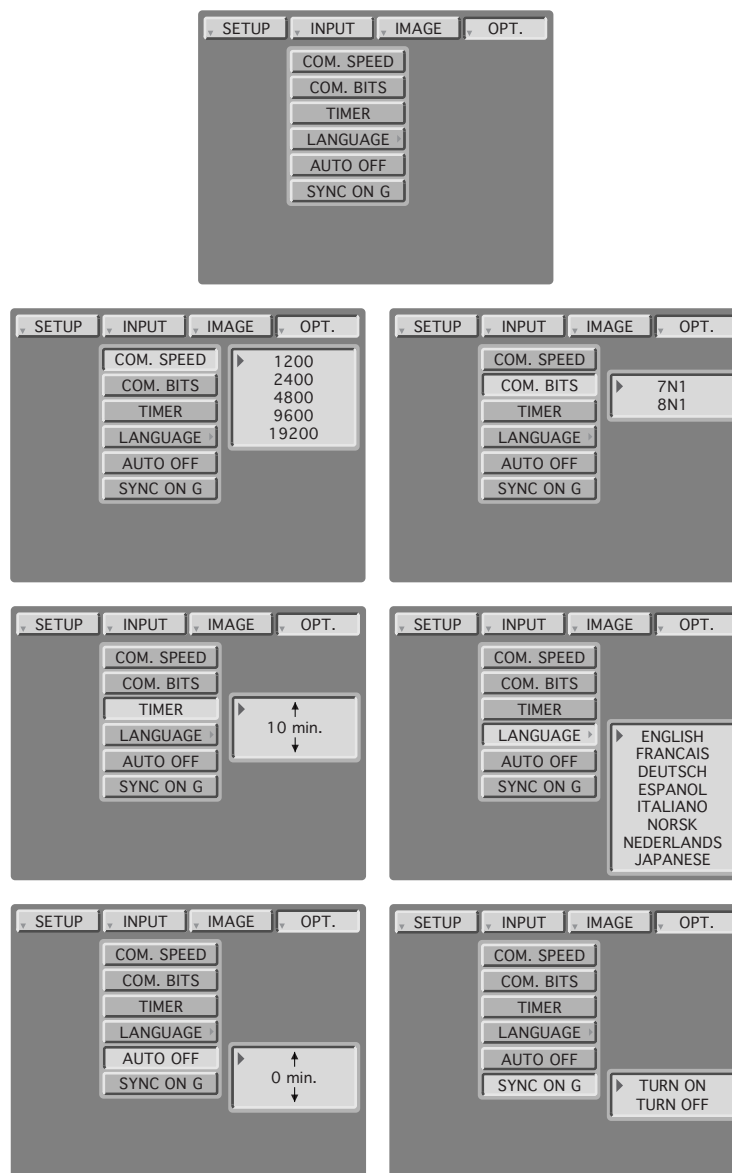 SETUP INPUT IMAGE OPT.
COM. SPEED
COM. BITS
TIMER
LANGUAGE
AUTO OFF
SYNC ON G
SETUP INPUT IMAGE OPT.
COM. SPEED
COM. BITS
TIMER
LANGUAGE
AUTO OFF
SYNC ON G
1200
2400
4800
9600
19200
SETUP INPUT IMAGE OPT.
COM. SPEED
COM. BITS
TIMER
LANGUAGE
AUTO OFF
SYNC ON G
7N1
8N1
SETUP INPUT IMAGE OPT.
COM. SPEED
COM. BITS
TIMER
LANGUAGE
AUTO OFF
SYNC ON G
10 min.
SETUP INPUT IMAGE OPT.
COM. SPEED
COM. BITS
TIMER
LANGUAGE
AUTO OFF
SYNC ON G
ENGLISH
FRANCAIS
DEUTSCH
ESPANOL
ITALIANO
NORSK
NEDERLANDS
JAPANESE
SETUP INPUT IMAGE OPT.
COM. SPEED
COM. BITS
TIMER
LANGUAGE
AUTO OFF
SYNC ON G
0 min.
SETUP INPUT IMAGE OPT.
COM. SPEED
COM. BITS
TIMER
LANGUAGE
AUTO OFF
SYNC ON G
TURN ON
TURN OFF